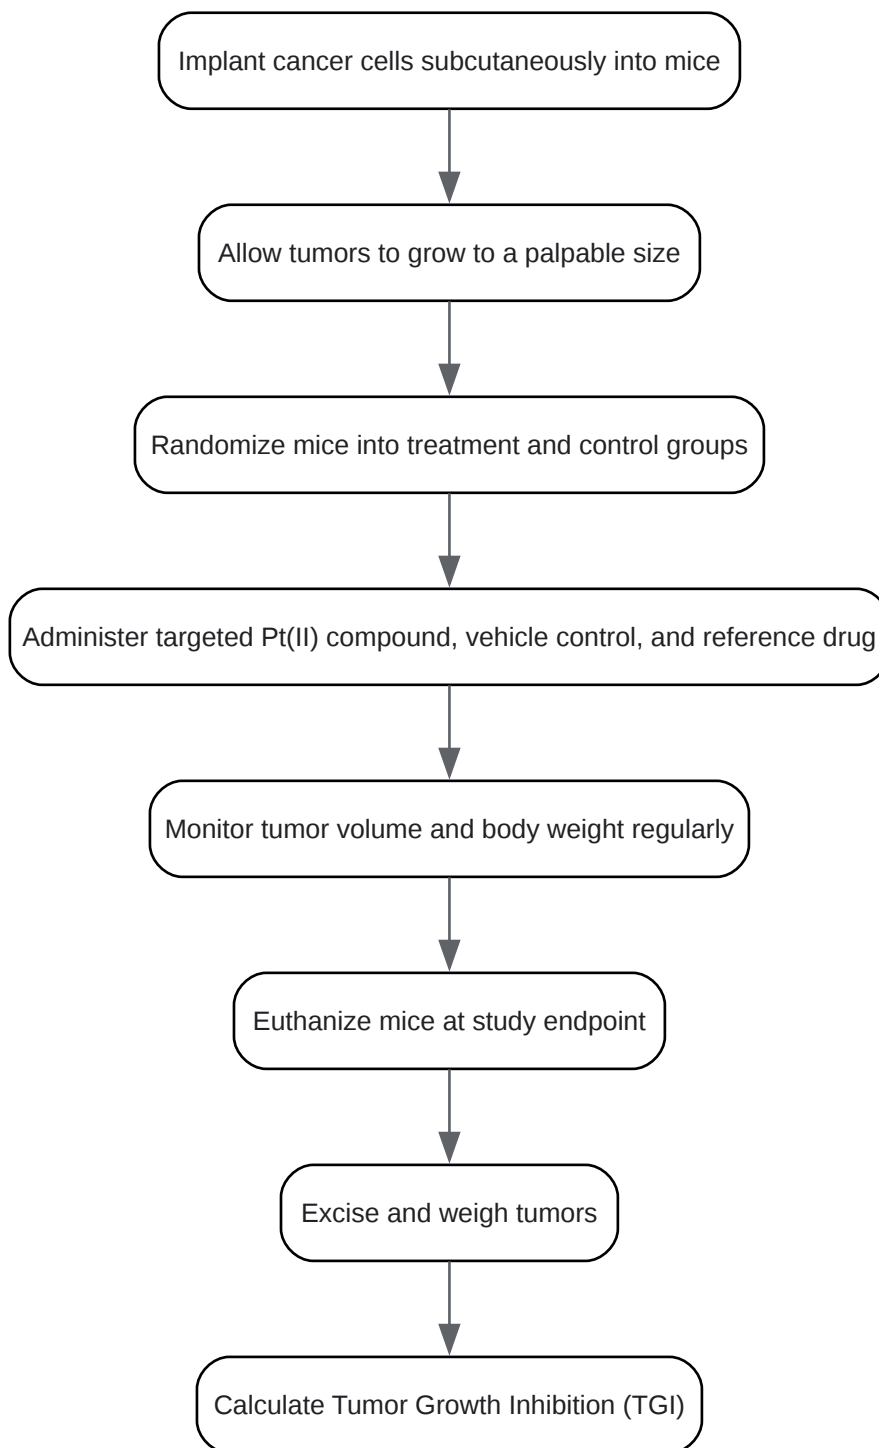 Implant cancer cells subcutaneously into mice
Allow tumors to grow to a palpable size
Randomize mice into treatment and control groups
Administer targeted Pt(II) compound, vehicle control, and reference drug
Monitor tumor volume and body weight regularly
Euthanize mice at study endpoint
Excise and weigh tumors
Calculate Tumor Growth Inhibition (TGI)